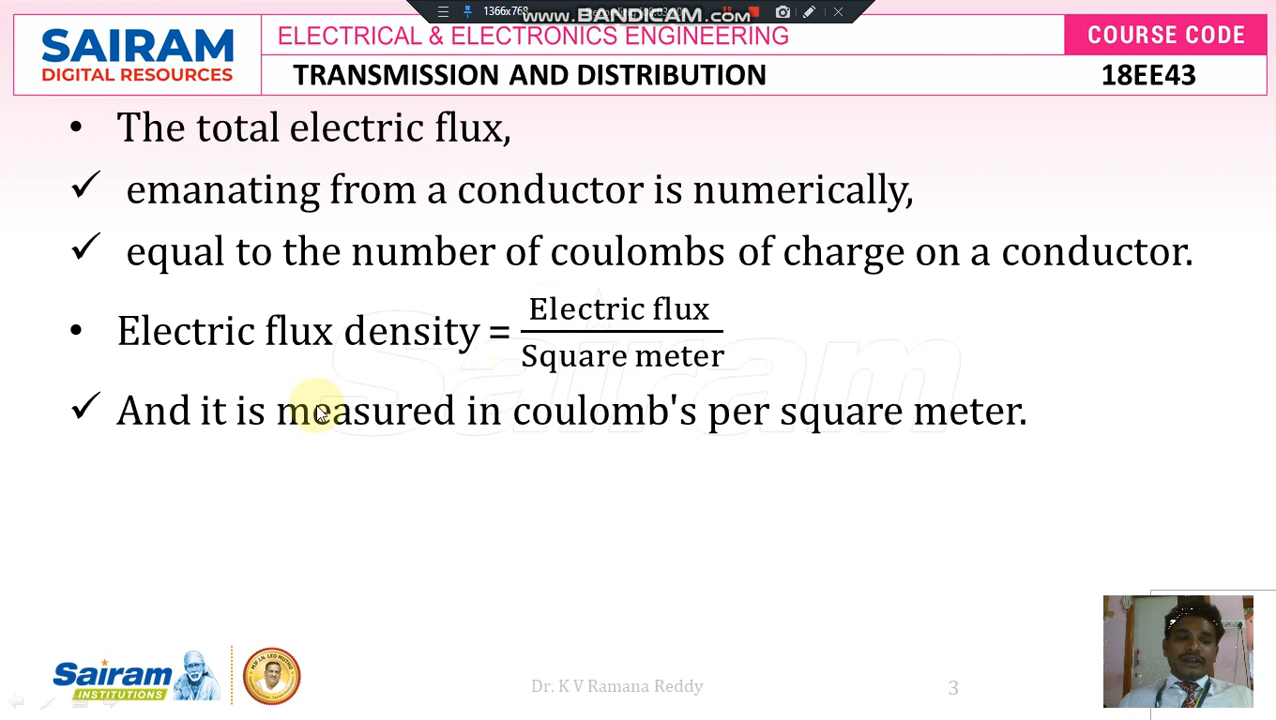 1366x768
www.BANDICAM.com
SAIRAM
DIGITAL RESOURCES
ELECTRICAL & ELECTRONICS ENGINEERING
COURSE CODE
TRANSMISSION AND DISTRIBUTION
18EE43
• The total electric flux,
✓ emanating from a conductor is numerically,
✓ equal to the number of coulombs of charge on a conductor.
• Electric flux density = Electric flux
Square meter
✓ And it is measured in coulomb's per square meter.
Sairam
Sairam
INSTITUTIONS
Dr. K V Ramana Reddy
3